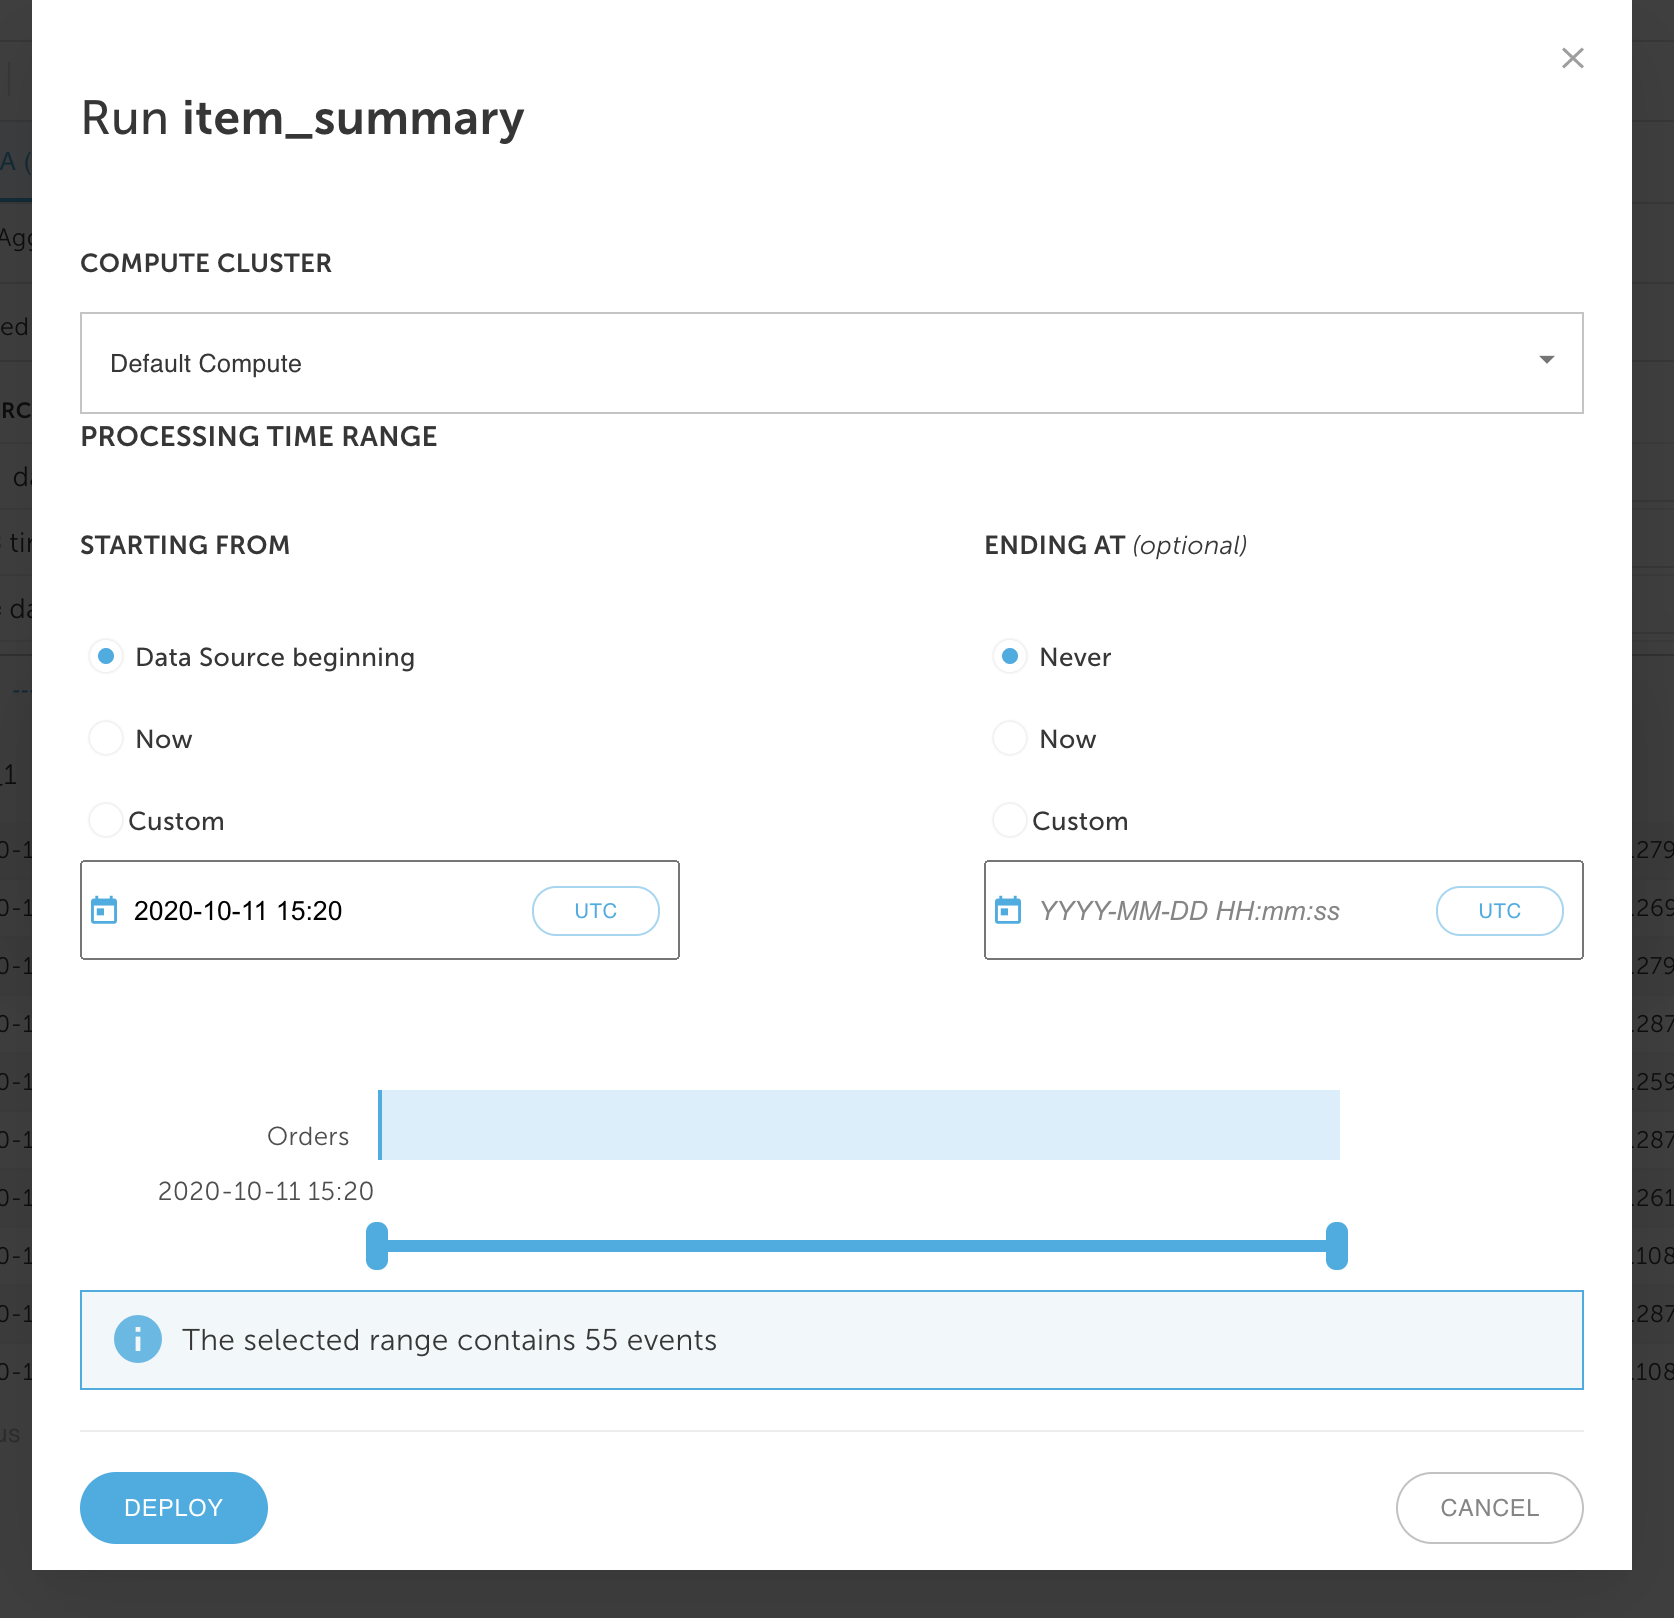 Run item_summary
COMPUTE CLUSTER
Default Compute
PROCESSING TIME RANGE
STARTING FROM
ENDING AT (optional)
Data Source beginning
Never
Now
Now
Custom
Custom
2020-10-11 15:20 UTC
YYYY-MM-DD HH:mm:ss UTC
Orders
2020-10-11 15:20
The selected range contains 55 events
DEPLOY
CANCEL